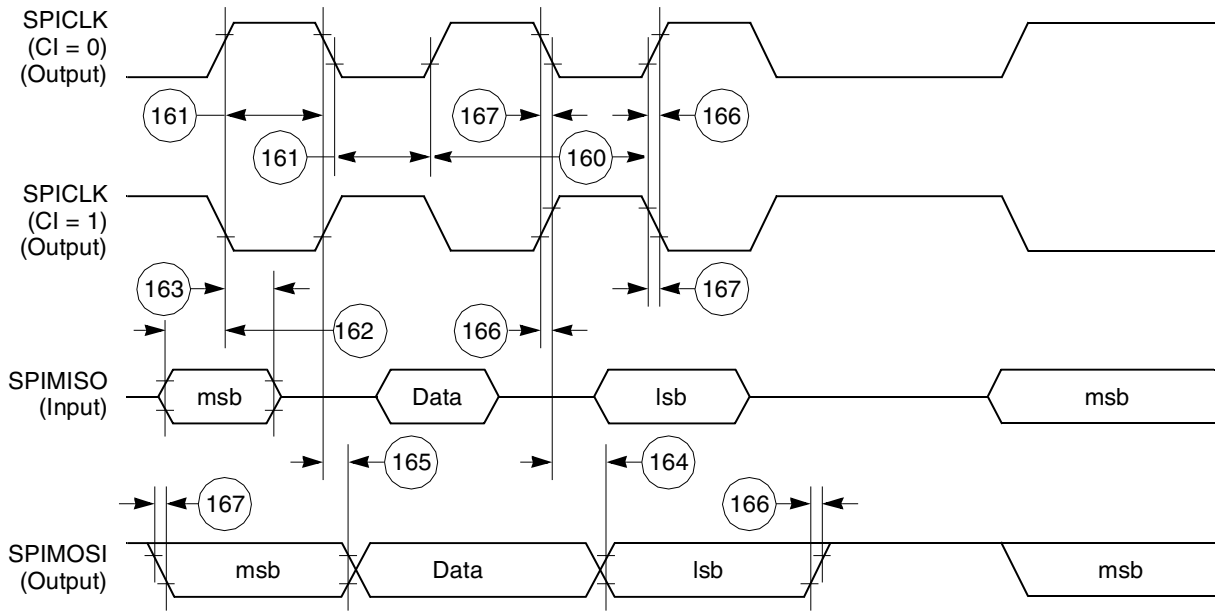 SPICLK
(CI = 0)
(Output)
161
167
166
161
160
SPICLK
(CI = 1)
(Output)
163
167
162
166
SPIMISO
(Input)
msb
Data
lsb
msb
165
164
167
166
SPIMOSI
(Output)
msb
Data
lsb
msb